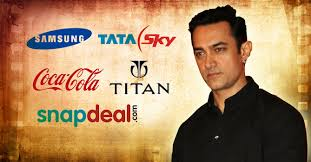 SAMSUNG TATA Sky
Coca-Cola TITAN
snapdeal.com